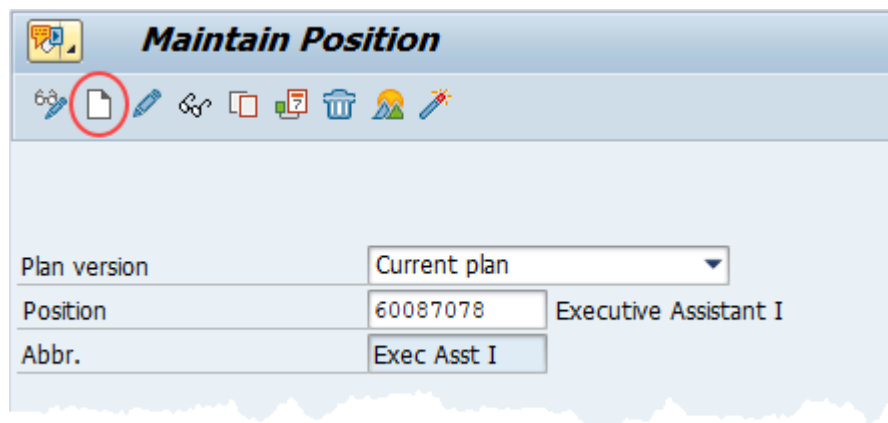 Maintain Position
Plan version Current plan
Position 60087078 Executive Assistant I
Abbr. Exec Asst I